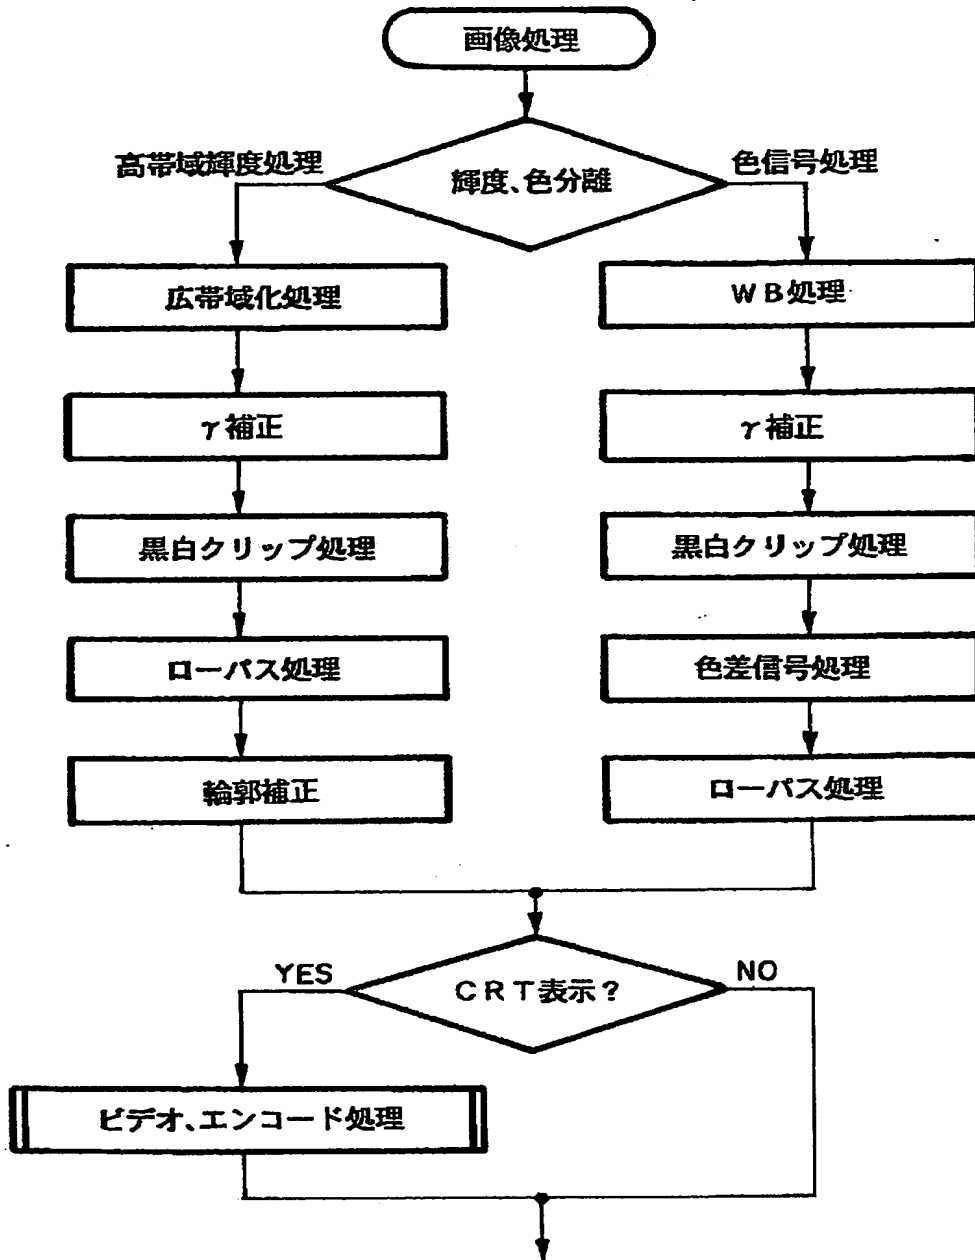 画像処理
輝度、色分離
高帯域輝度処理
色信号処理
広帯域化処理
WB処理
γ補正
γ補正
黒白クリップ処理
黒白クリップ処理
ローパス処理
色差信号処理
輪郭補正
ローパス処理
CRT表示?
YES
NO
ビデオ、エンコード処理